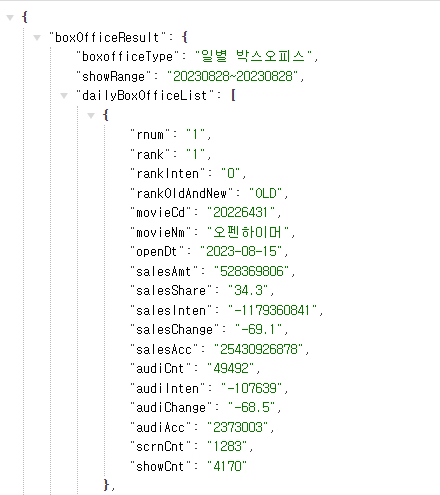 {
"boxOfficeResult": {
"boxofficeType": "일별 박스오피스",
"showRange": "20230828~20230828",
"dailyBoxOfficeList": [
{
"rnum": "1",
"rank": "1",
"rankInten": "0",
"rankOldAndNew": "OLD",
"movieCd": "20226431",
"movieNm": "오펜하이머",
"openDt": "2023-08-15",
"salesAmt": "528369806",
"salesShare": "34.3",
"salesInten": "-1179360841",
"salesChange": "-69.1",
"salesAcc": "25430926878",
"audiCnt": "49492",
"audiInten": "-107639",
"audiChange": "-68.5",
"audiAcc": "2373003",
"scrnCnt": "1283",
"showCnt": "4170"
},